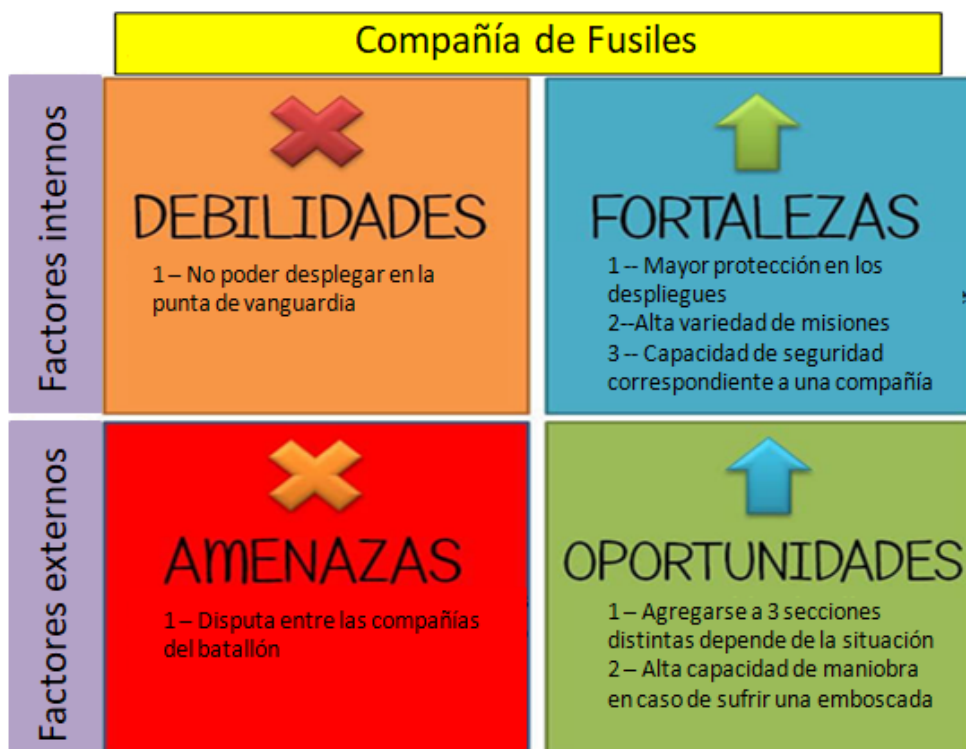 Compañía de Fusiles
Factores internos
DEBILIDADES
1 – No poder desplegar en la
punta de vanguardia
FORTALEZAS
1 -- Mayor protección en los
despliegues
2--Alta variedad de misiones
3 -- Capacidad de seguridad
correspondiente a una compañía
Factores externos
AMENAZAS
1 – Disputa entre las compañías
del batallón
OPORTUNIDADES
1 – Agregarse a 3 secciones
distintas depende de la situación
2 – Alta capacidad de maniobra
en caso de sufrir una emboscada